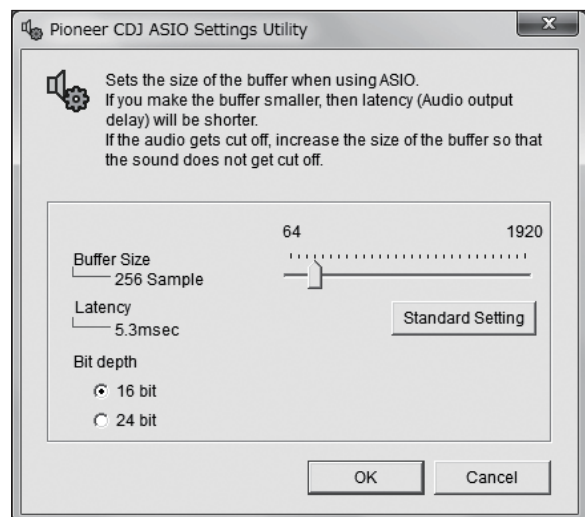 Pioneer CDJ ASIO Settings Utility
x
Sets the size of the buffer when using ASIO.
If you make the buffer smaller, then latency (Audio output
delay) will be shorter.
If the audio gets cut off, increase the size of the buffer so that
the sound does not get cut off.
64 1920
Buffer Size
256 Sample
Latency
5.3msec
Standard Setting
Bit depth
16 bit
24 bit
OK Cancel